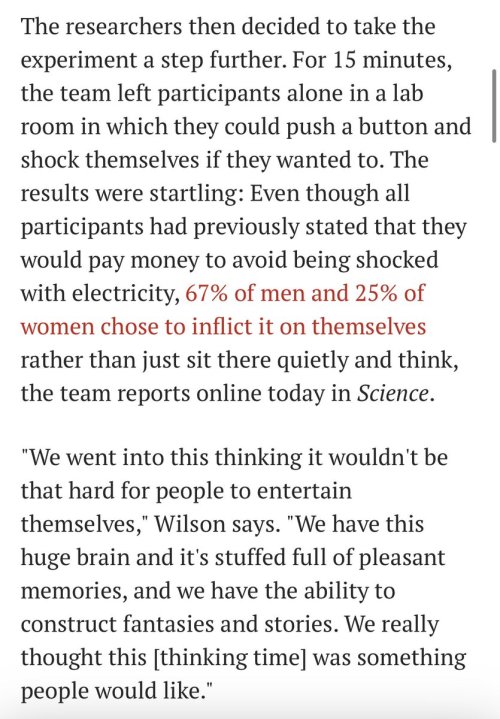 The researchers then decided to take the
experiment a step further. For 15 minutes,
the team left participants alone in a lab
room in which they could push a button and
shock themselves if they wanted to. The
results were startling: Even though all
participants had previously stated that they
would pay money to avoid being shocked
with electricity, 67% of men and 25% of
women chose to inflict it on themselves
rather than just sit there quietly and think,
the team reports online today in Science.
"We went into this thinking it wouldn't be
that hard for people to entertain
themselves," Wilson says. "We have this
huge brain and it's stuffed full of pleasant
memories, and we have the ability to
construct fantasies and stories. We really
thought this [thinking time] was something
people would like."